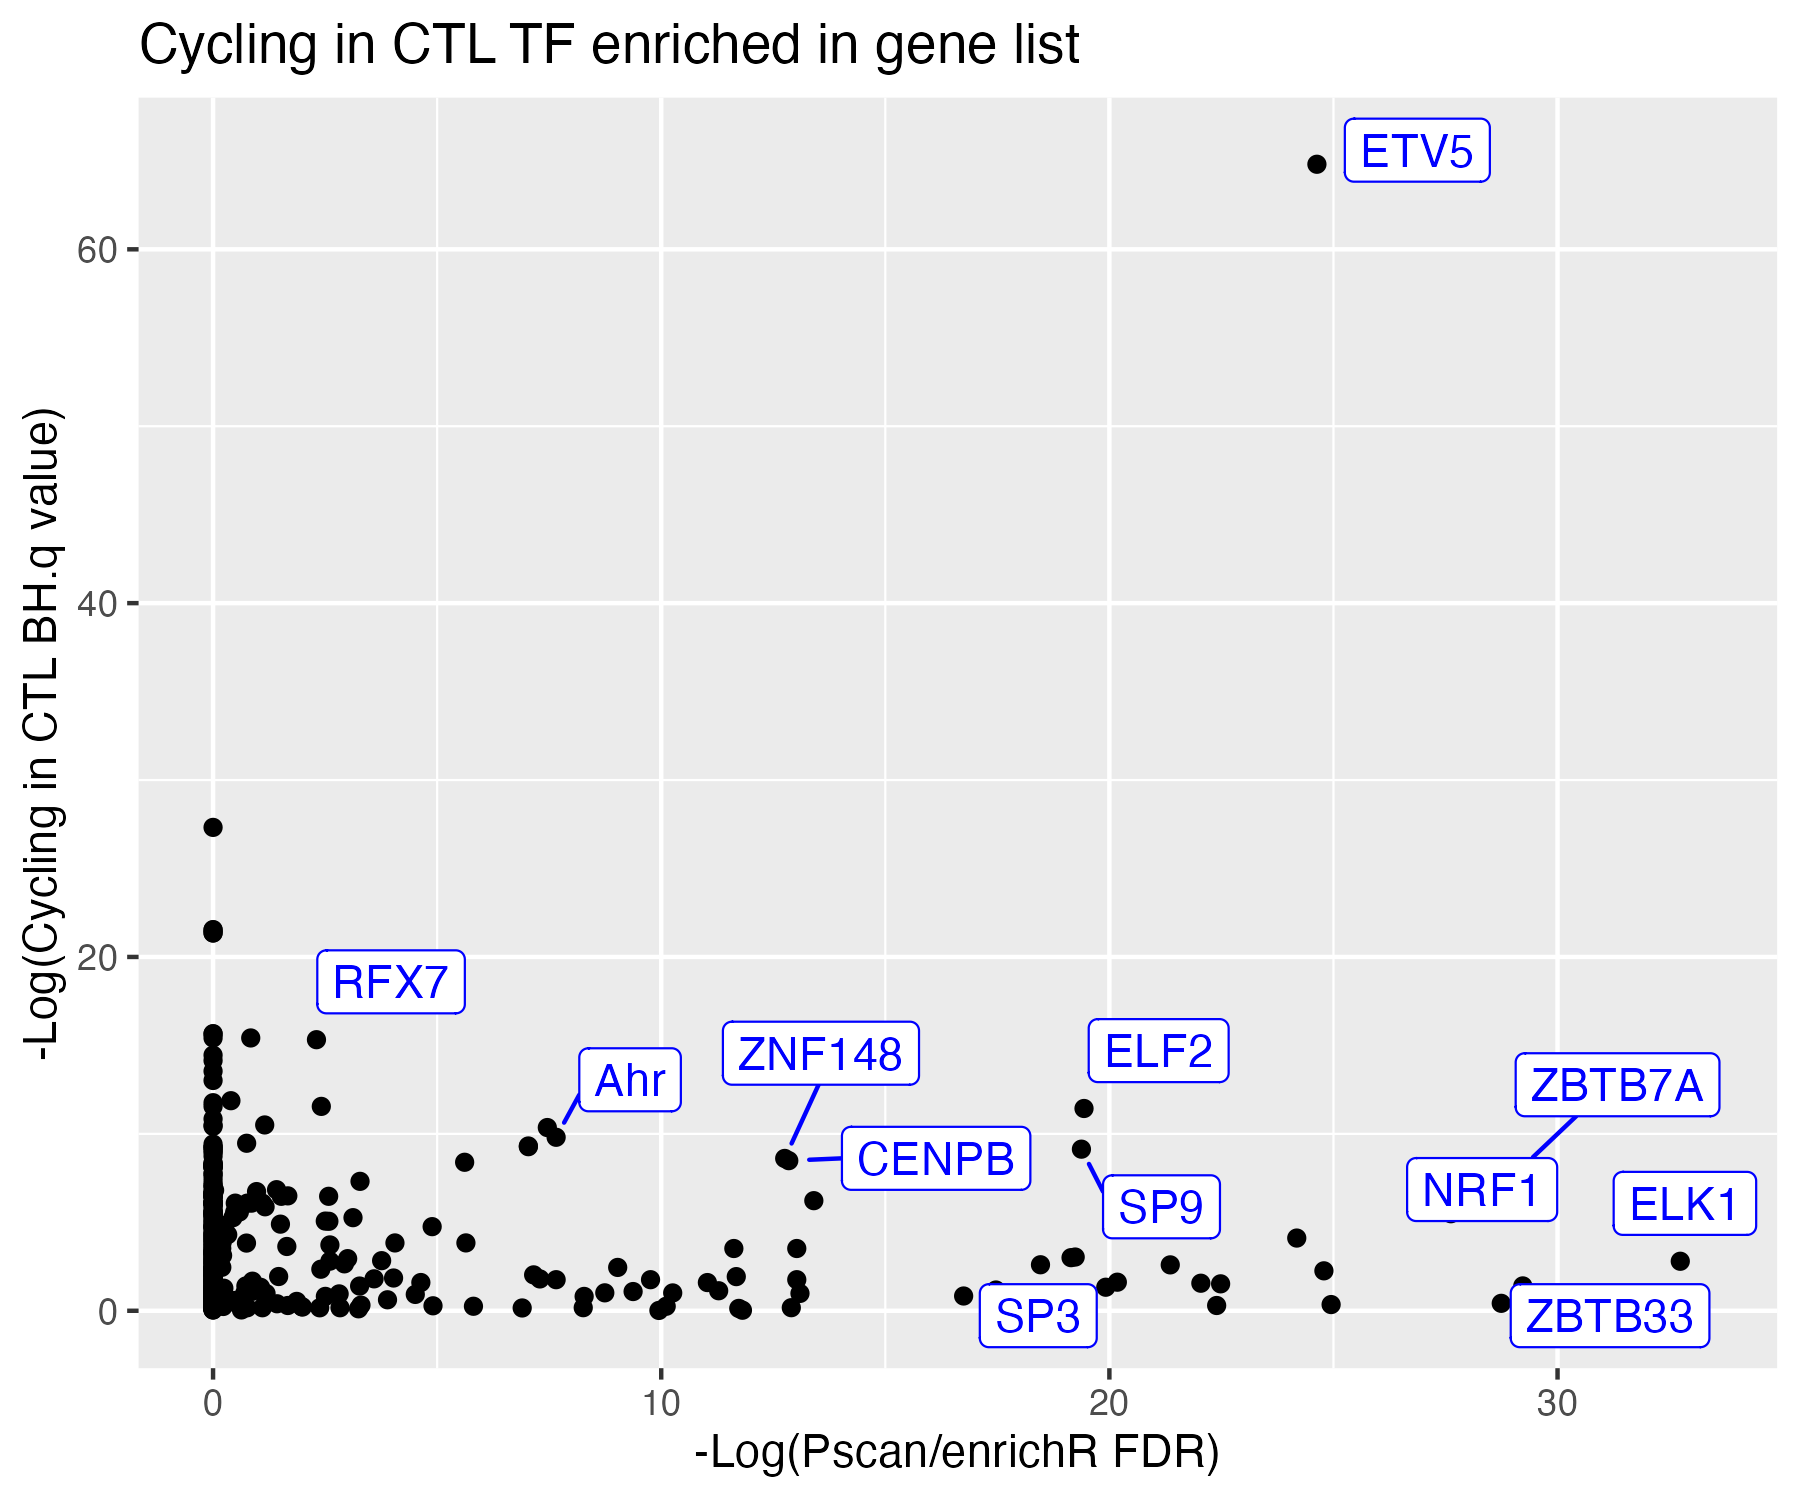 Cycling in CTL TF enriched in gene list
-Log(Cycling in CTL BH.q value)
60
40
20
0
ETV5
RFX7
Ahr
ZNF148
CENPB
ELF2
SP9
ZBTB7A
NRF1
ELK1
SP3
ZBTB33
0
10
20
30
-Log(Pscan/enrichR FDR)